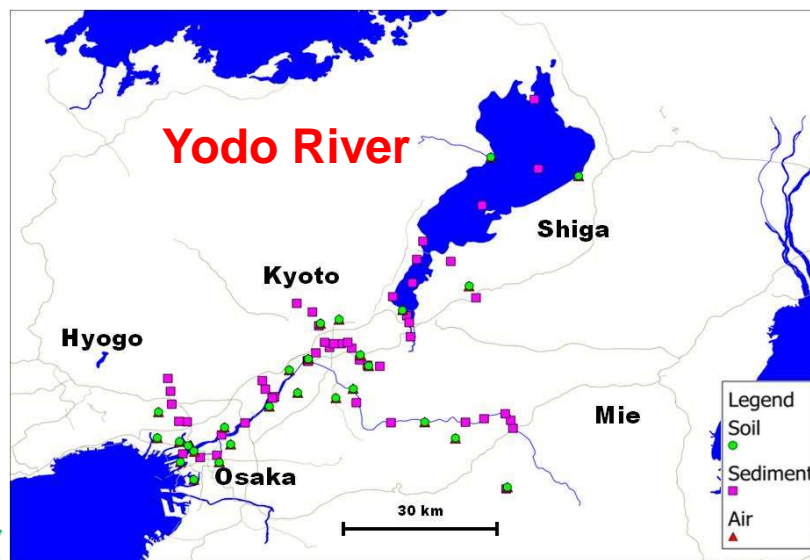 Yodo River
Shiga
Kyoto
Hyogo
Mie
Osaka
30 km
Legend
Soil
Sediment
Air